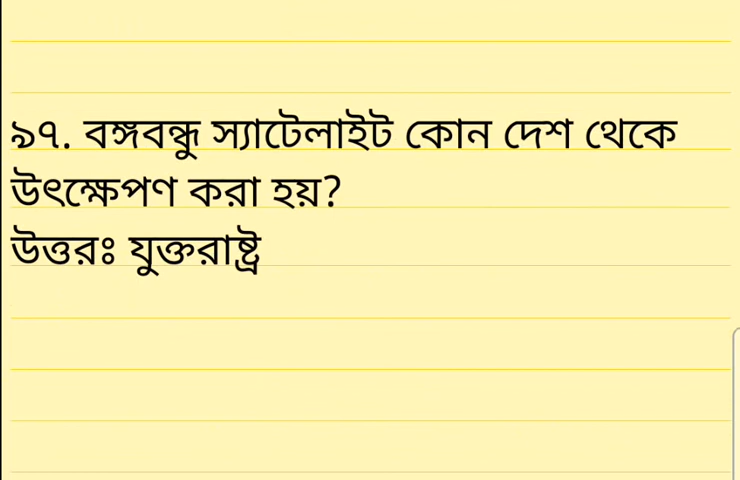 ৯৭. বঙ্গবন্ধু স্যাটেলাইট কোন দেশ থেকে
উৎক্ষেপণ করা হয়?
উত্তরঃ যুক্তরাষ্ট্র